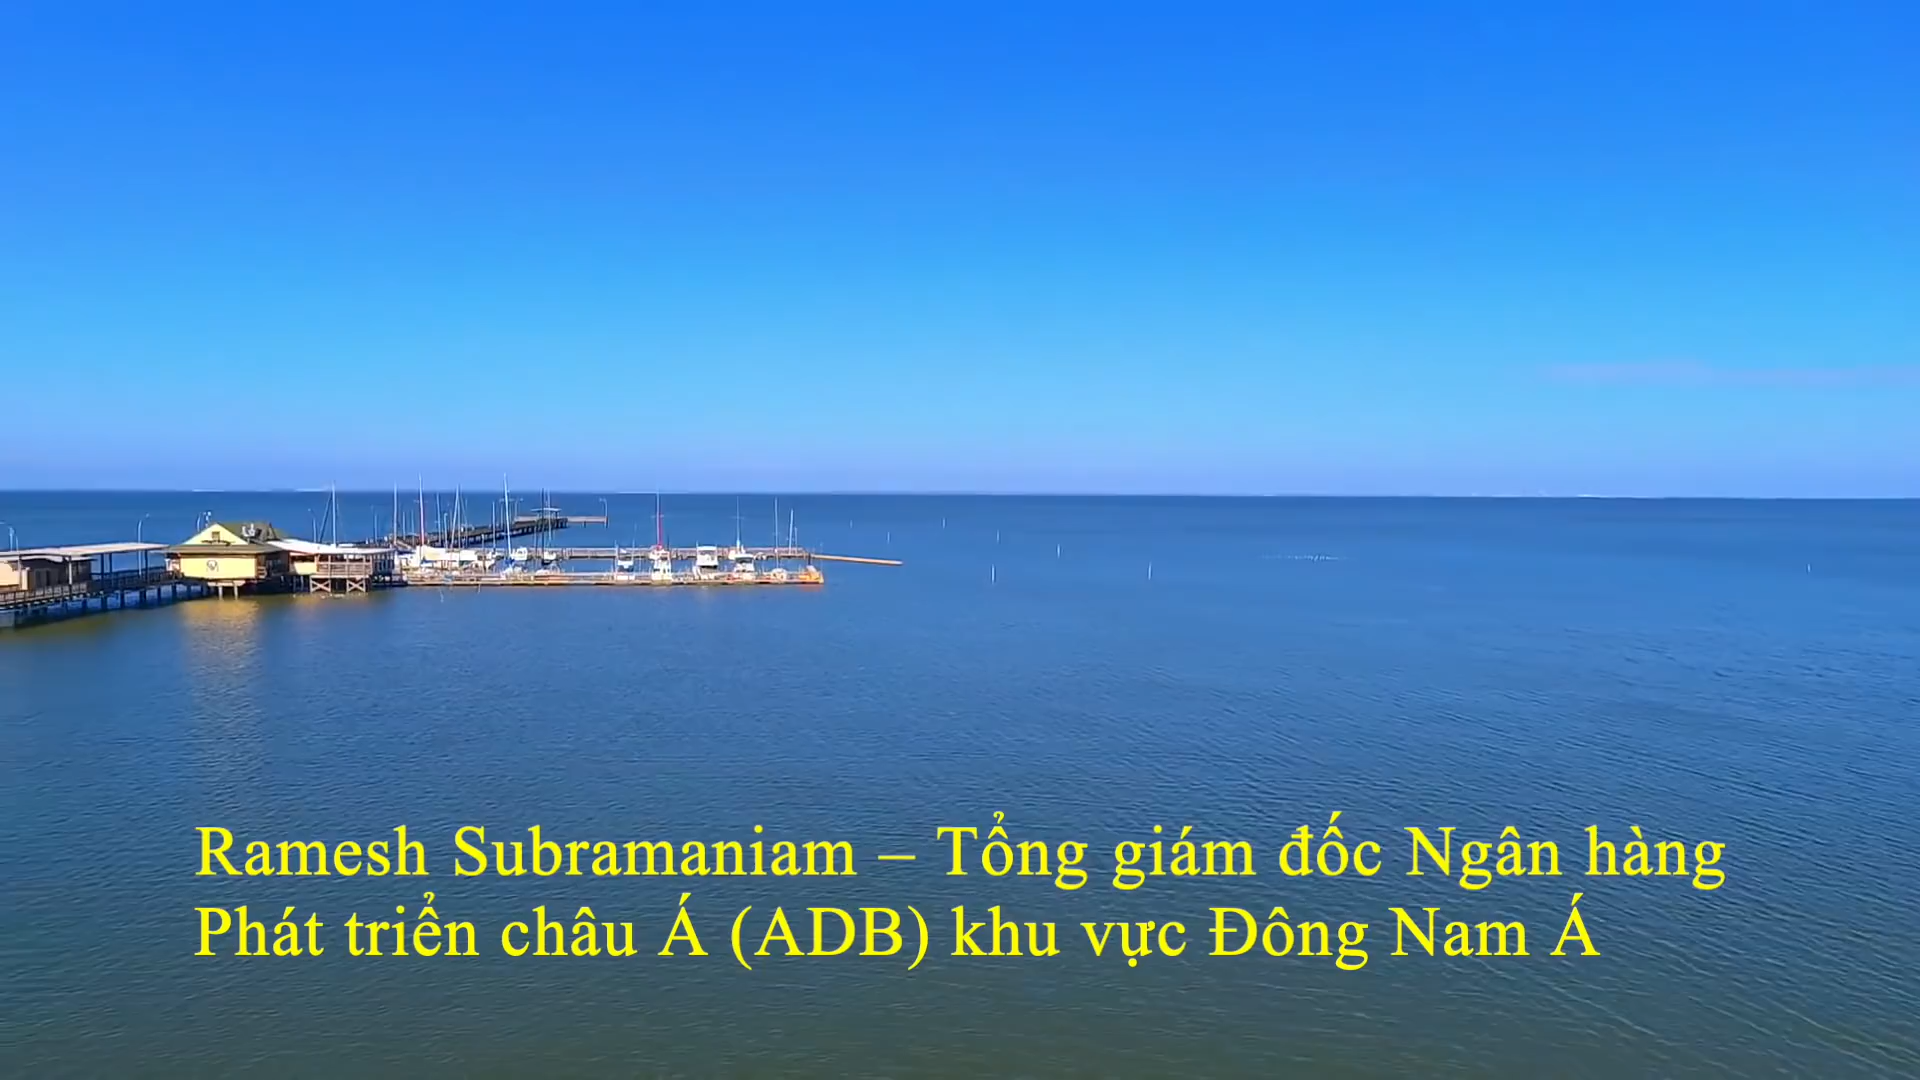 Ramesh Subramaniam – Tổng giám đốc Ngân hàng
Phát triển châu Á (ADB) khu vực Đông Nam Á